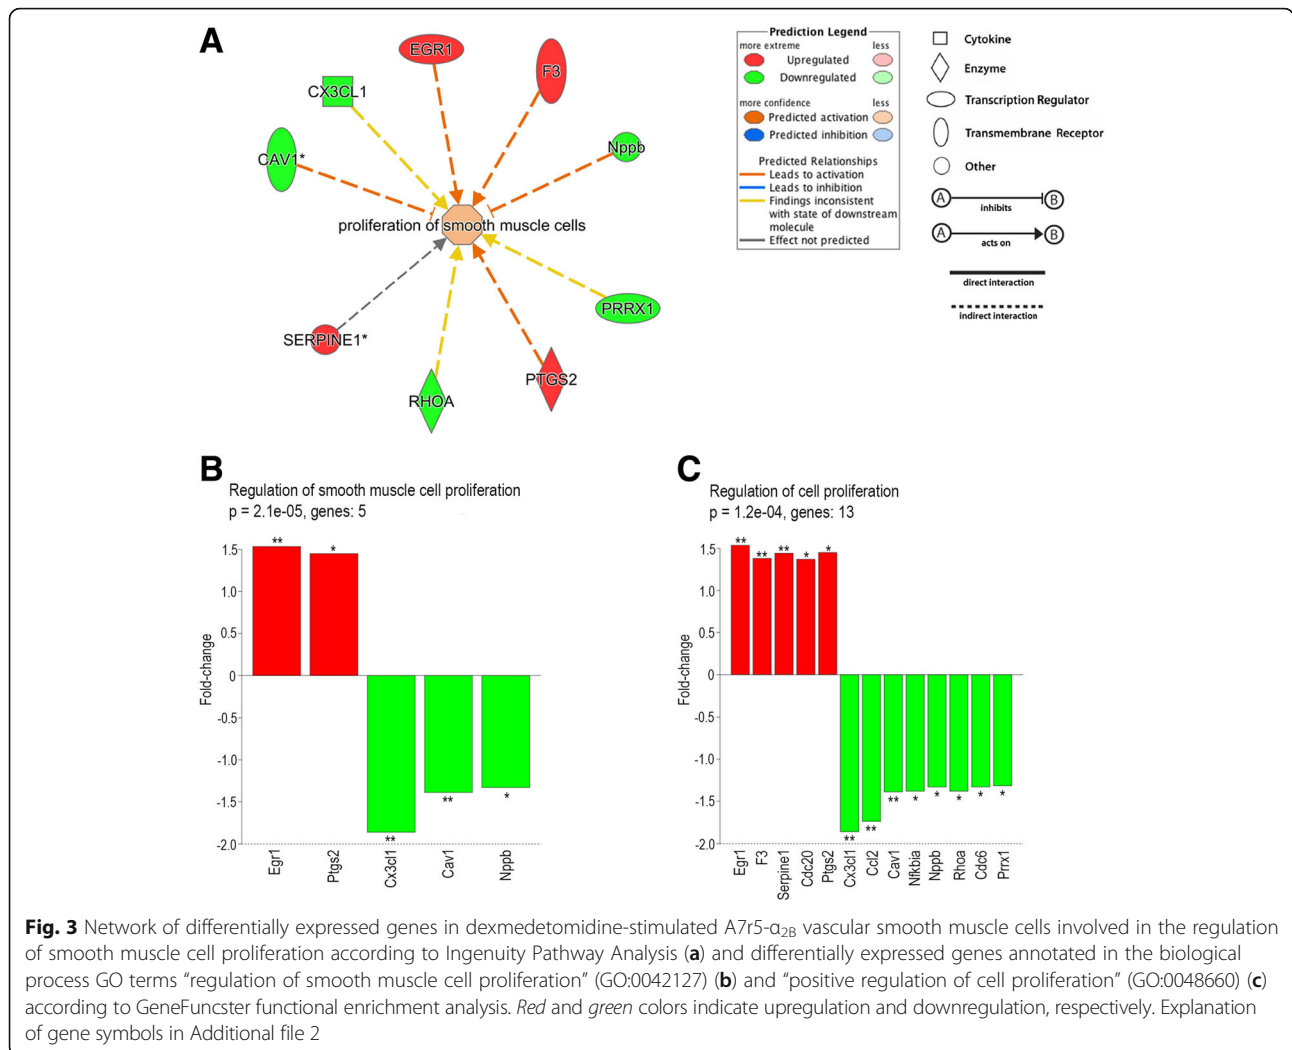 A
EGR1
F3
CX3CL1
CAV1*
Nppb
proliferation of smooth muscle cells
PRRX1
SERPINE1*
PTGS2
RHOA
Prediction Legend
more extreme less
Upregulated
Downregulated
more confidence less
Predicted activation
Predicted inhibition
Predicted Relationships
Leads to activation
Leads to inhibition
Findings inconsistent
with state of downstream
molecule
Effect not predicted
Cytokine
Enzyme
Transcription Regulator
Transmembrane Receptor
Other
A inhibits B
A acts on B
direct interaction
indirect interaction
B
Regulation of smooth muscle cell proliferation
p = 2.1e-05, genes: 5
Fold-change
1.5
1.0
0.5
0
-0.5
-1.0
-1.5
-2.0
** * ** ** *
Egr1
Ptgs2
Cx3cl1
Cav1
Nppb
C
Regulation of cell proliferation
p = 1.2e-04, genes: 13
Fold-change
1.5
1.0
0.5
0
-0.5
-1.0
-1.5
-2.0
** ** ** * * ** ** ** * * * * *
Egr1
F3
Serpine1
Cdc20
Ptgs2
Cx3cl1
Ccl2
Cav1
Nfkbia
Nppb
Rhoa
Cdc6
Prrx1
Fig. 3 Network of differentially expressed genes in dexmedetomidine-stimulated A7r5-α2B vascular smooth muscle cells involved in the regulation
of smooth muscle cell proliferation according to Ingenuity Pathway Analysis (a) and differentially expressed genes annotated in the biological
process GO terms “regulation of smooth muscle cell proliferation” (GO:0042127) (b) and “positive regulation of cell proliferation” (GO:0048660) (c)
according to GeneFuncster functional enrichment analysis. Red and green colors indicate upregulation and downregulation, respectively. Explanation
of gene symbols in Additional file 2